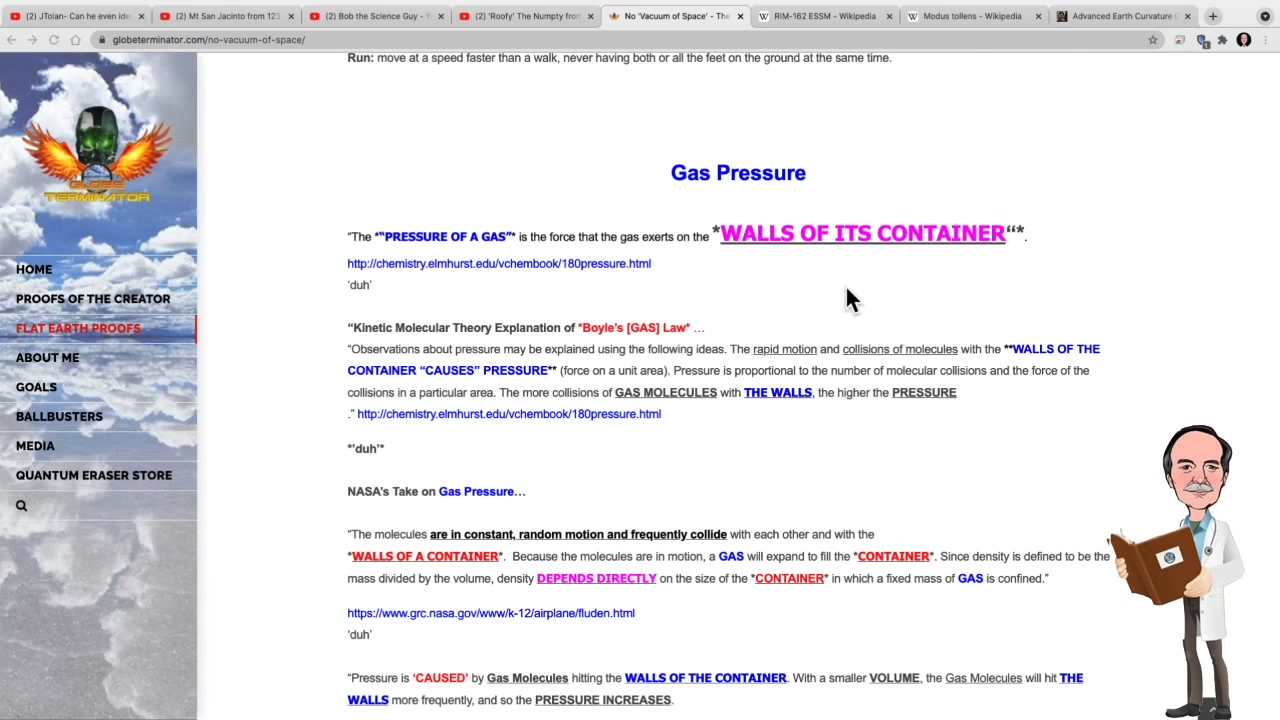 (2) JTolan- Can he even ide
(2) Mt San Jacinto from 123
(2) Bob the Science Guy - Y
(2) 'Roofy' The Numpty from
No 'Vacuum of Space' - The
RIM-162 ESSM - Wikipedia
Modus tollens - Wikipedia
Advanced Earth Curvature C
globeterminator.com/no-vacuum-of-space/
1
GLOBE
TERMINATOR
HOME
PROOFS OF THE CREATOR
FLAT EARTH PROOFS
ABOUT ME
GOALS
BALLBUSTERS
MEDIA
QUANTUM ERASER STORE
Run: move at a speed faster than a walk, never having both or all the feet on the ground at the same time.
Gas Pressure
“The *“PRESSURE OF A GAS”* is the force that the gas exerts on the *WALLS OF ITS CONTAINER“*.
http://chemistry.elmhurst.edu/vchembook/180pressure.html
‘duh’
“Kinetic Molecular Theory Explanation of *Boyle’s [GAS] Law* …
“Observations about pressure may be explained using the following ideas. The rapid motion and collisions of molecules with the **WALLS OF THE
CONTAINER “CAUSES” PRESSURE** (force on a unit area). Pressure is proportional to the number of molecular collisions and the force of the
collisions in a particular area. The more collisions of GAS MOLECULES with THE WALLS, the higher the PRESSURE
.” http://chemistry.elmhurst.edu/vchembook/180pressure.html
*’duh’*
NASA’s Take on Gas Pressure…
“The molecules are in constant, random motion and frequently collide with each other and with the
*WALLS OF A CONTAINER*. Because the molecules are in motion, a GAS will expand to fill the *CONTAINER*. Since density is defined to be the
mass divided by the volume, density DEPENDS DIRECTLY on the size of the *CONTAINER* in which a fixed mass of GAS is confined.”
https://www.grc.nasa.gov/www/k-12/airplane/fluden.html
‘duh’
“Pressure is ‘CAUSED’ by Gas Molecules hitting the WALLS OF THE CONTAINER. With a smaller VOLUME, the Gas Molecules will hit THE
WALLS more frequently, and so the PRESSURE INCREASES.